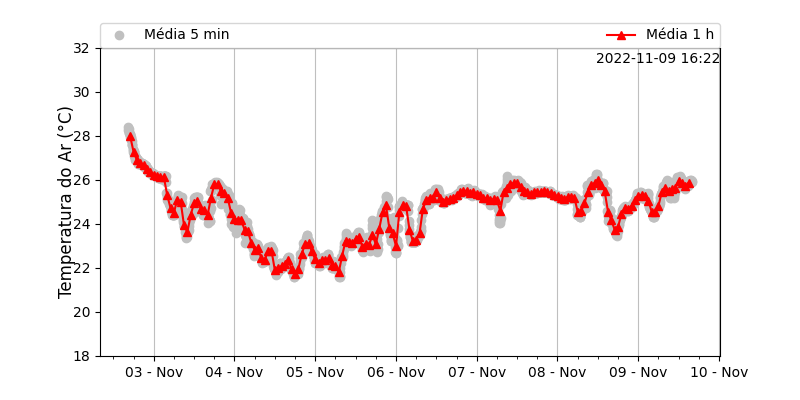 Média 5 min
Média 1 h
2022-11-09 16:22
Temperatura do Ar (°C)
32
30
28
26
24
22
20
18
03 - Nov
04 - Nov
05 - Nov
06 - Nov
07 - Nov
08 - Nov
09 - Nov
10 - Nov